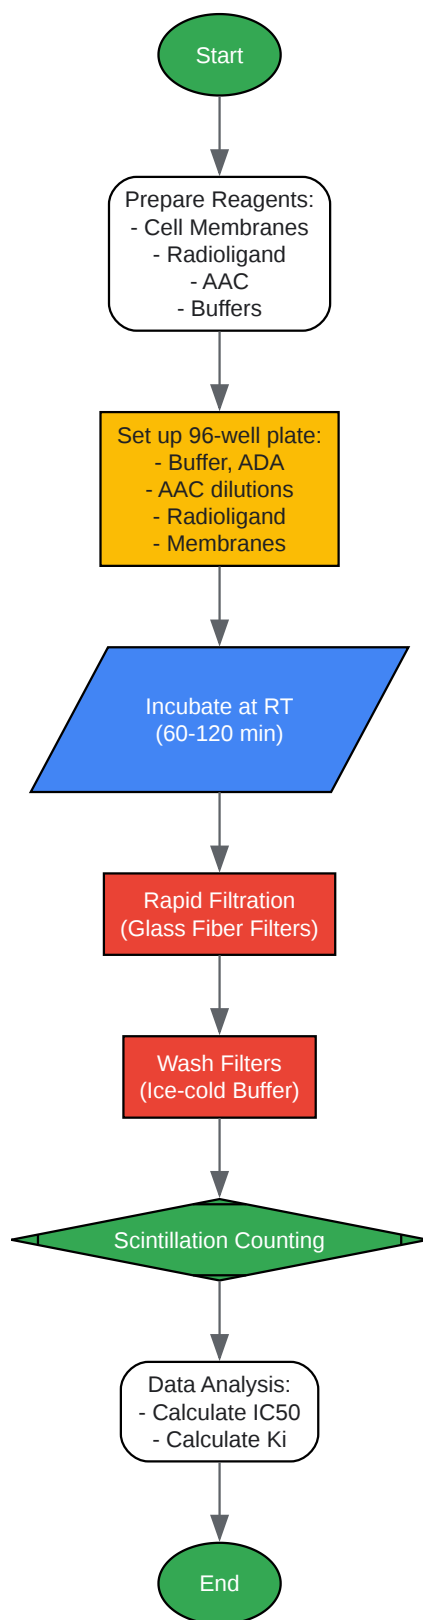 Start
Prepare Reagents:
- Cell Membranes
- Radioligand
- AAC
- Buffers
Set up 96-well plate:
- Buffer, ADA
- AAC dilutions
- Radioligand
- Membranes
Incubate at RT
(60-120 min)
Rapid Filtration
(Glass Fiber Filters)
Wash Filters
(Ice-cold Buffer)
Scintillation Counting
Data Analysis:
- Calculate IC50
- Calculate Ki
End